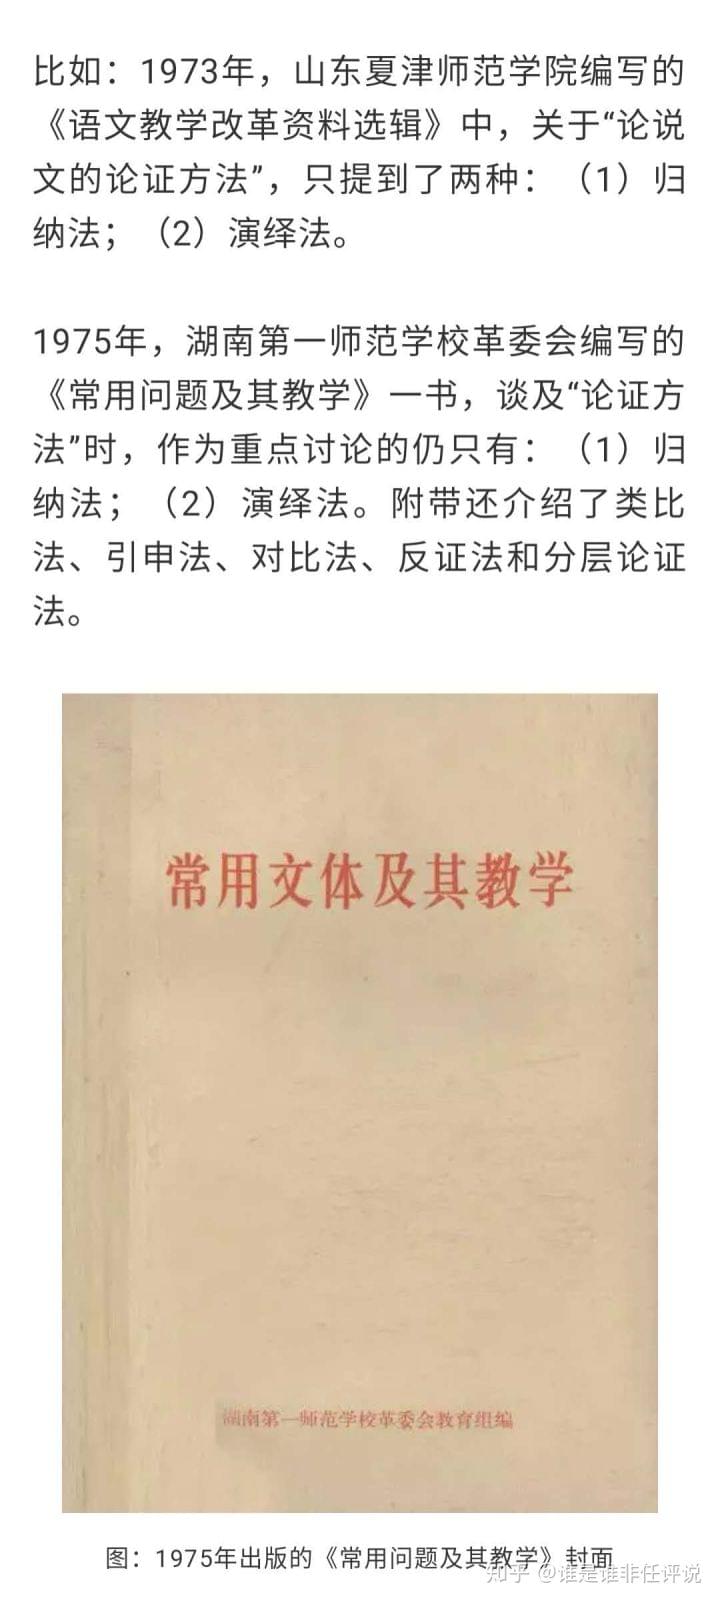 比如：1973年，山东夏津师范学院编写的
《语文教学改革资料选辑》中，关于“论说
文的论证方法”，只提到了两种：（1）归
纳法；（2）演绎法。
1975年，湖南第一师范学校革委会编写的
《常用问题及其教学》一书，谈及“论证方
法”时，作为重点讨论的仍只有：（1）归
纳法；（2）演绎法。附带还介绍了类比
法、引申法、对比法、反证法和分层论证
法。
常用文体及其教学
湖南第一师范学校革委会教育组编
图：1975年出版的《常用问题及其教学》封面
知乎 @谁是谁非任评说